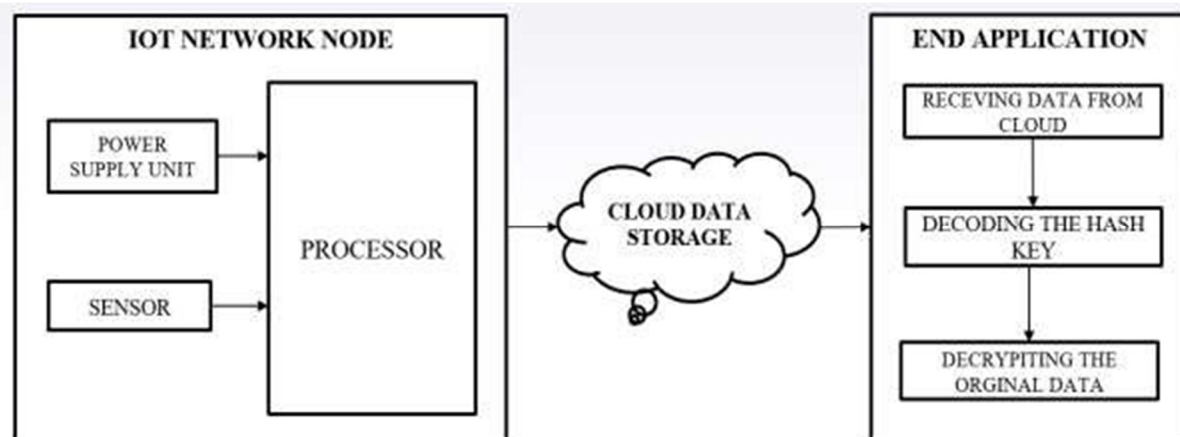 IOT NETWORK NODE
POWER
SUPPLY UNIT
SENSOR
PROCESSOR
CLOUD DATA
STORAGE
END APPLICATION
RECEVING DATA FROM
CLOUD
DECODING THE HASH
KEY
DECRYPITING THE
ORGINAL DATA